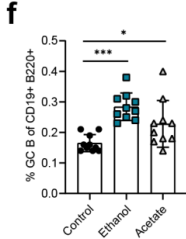 f
*
***
% GC B of CD19+ B220+
0.5
0.4
0.3
0.2
0.1
0.0
Control
Ethanol
Acetate